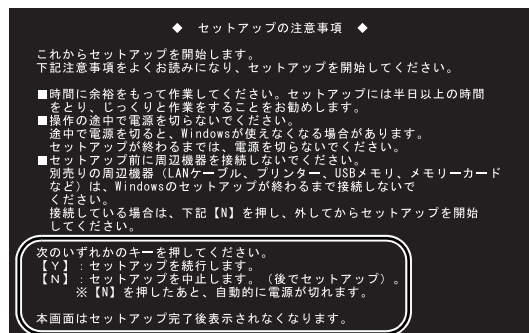 ◆ セットアップの注意事項 ◆
これからセットアップを開始します。
下記注意事項をよくお読みになり、セットアップを開始してください。
■時間に余裕をもって作業してください。セットアップには半日以上の時間
をとり、じっくりと作業をすることをお勧めします。
■操作の途中で電源を切らないでください。
途中で電源を切ると、Windowsが使えなくなる場合があります。
セットアップが終わるまでは、電源を切らないでください。
■セットアップ前に周辺機器を接続しないでください。
別売りの周辺機器（LANケーブル、プリンター、USBメモリ、メモリーカード
など）は、Windowsのセットアップが終わるまで接続しないで
ください。
接続している場合は、下記【N】を押し、外してからセットアップを開始
してください。
次のいずれかのキーを押してください。
【Y】：セットアップを続行します。
【N】：セットアップを中止します。（後でセットアップ）。
※【N】を押したあと、自動的に電源が切れます。
本画面はセットアップ完了後表示されなくなります。